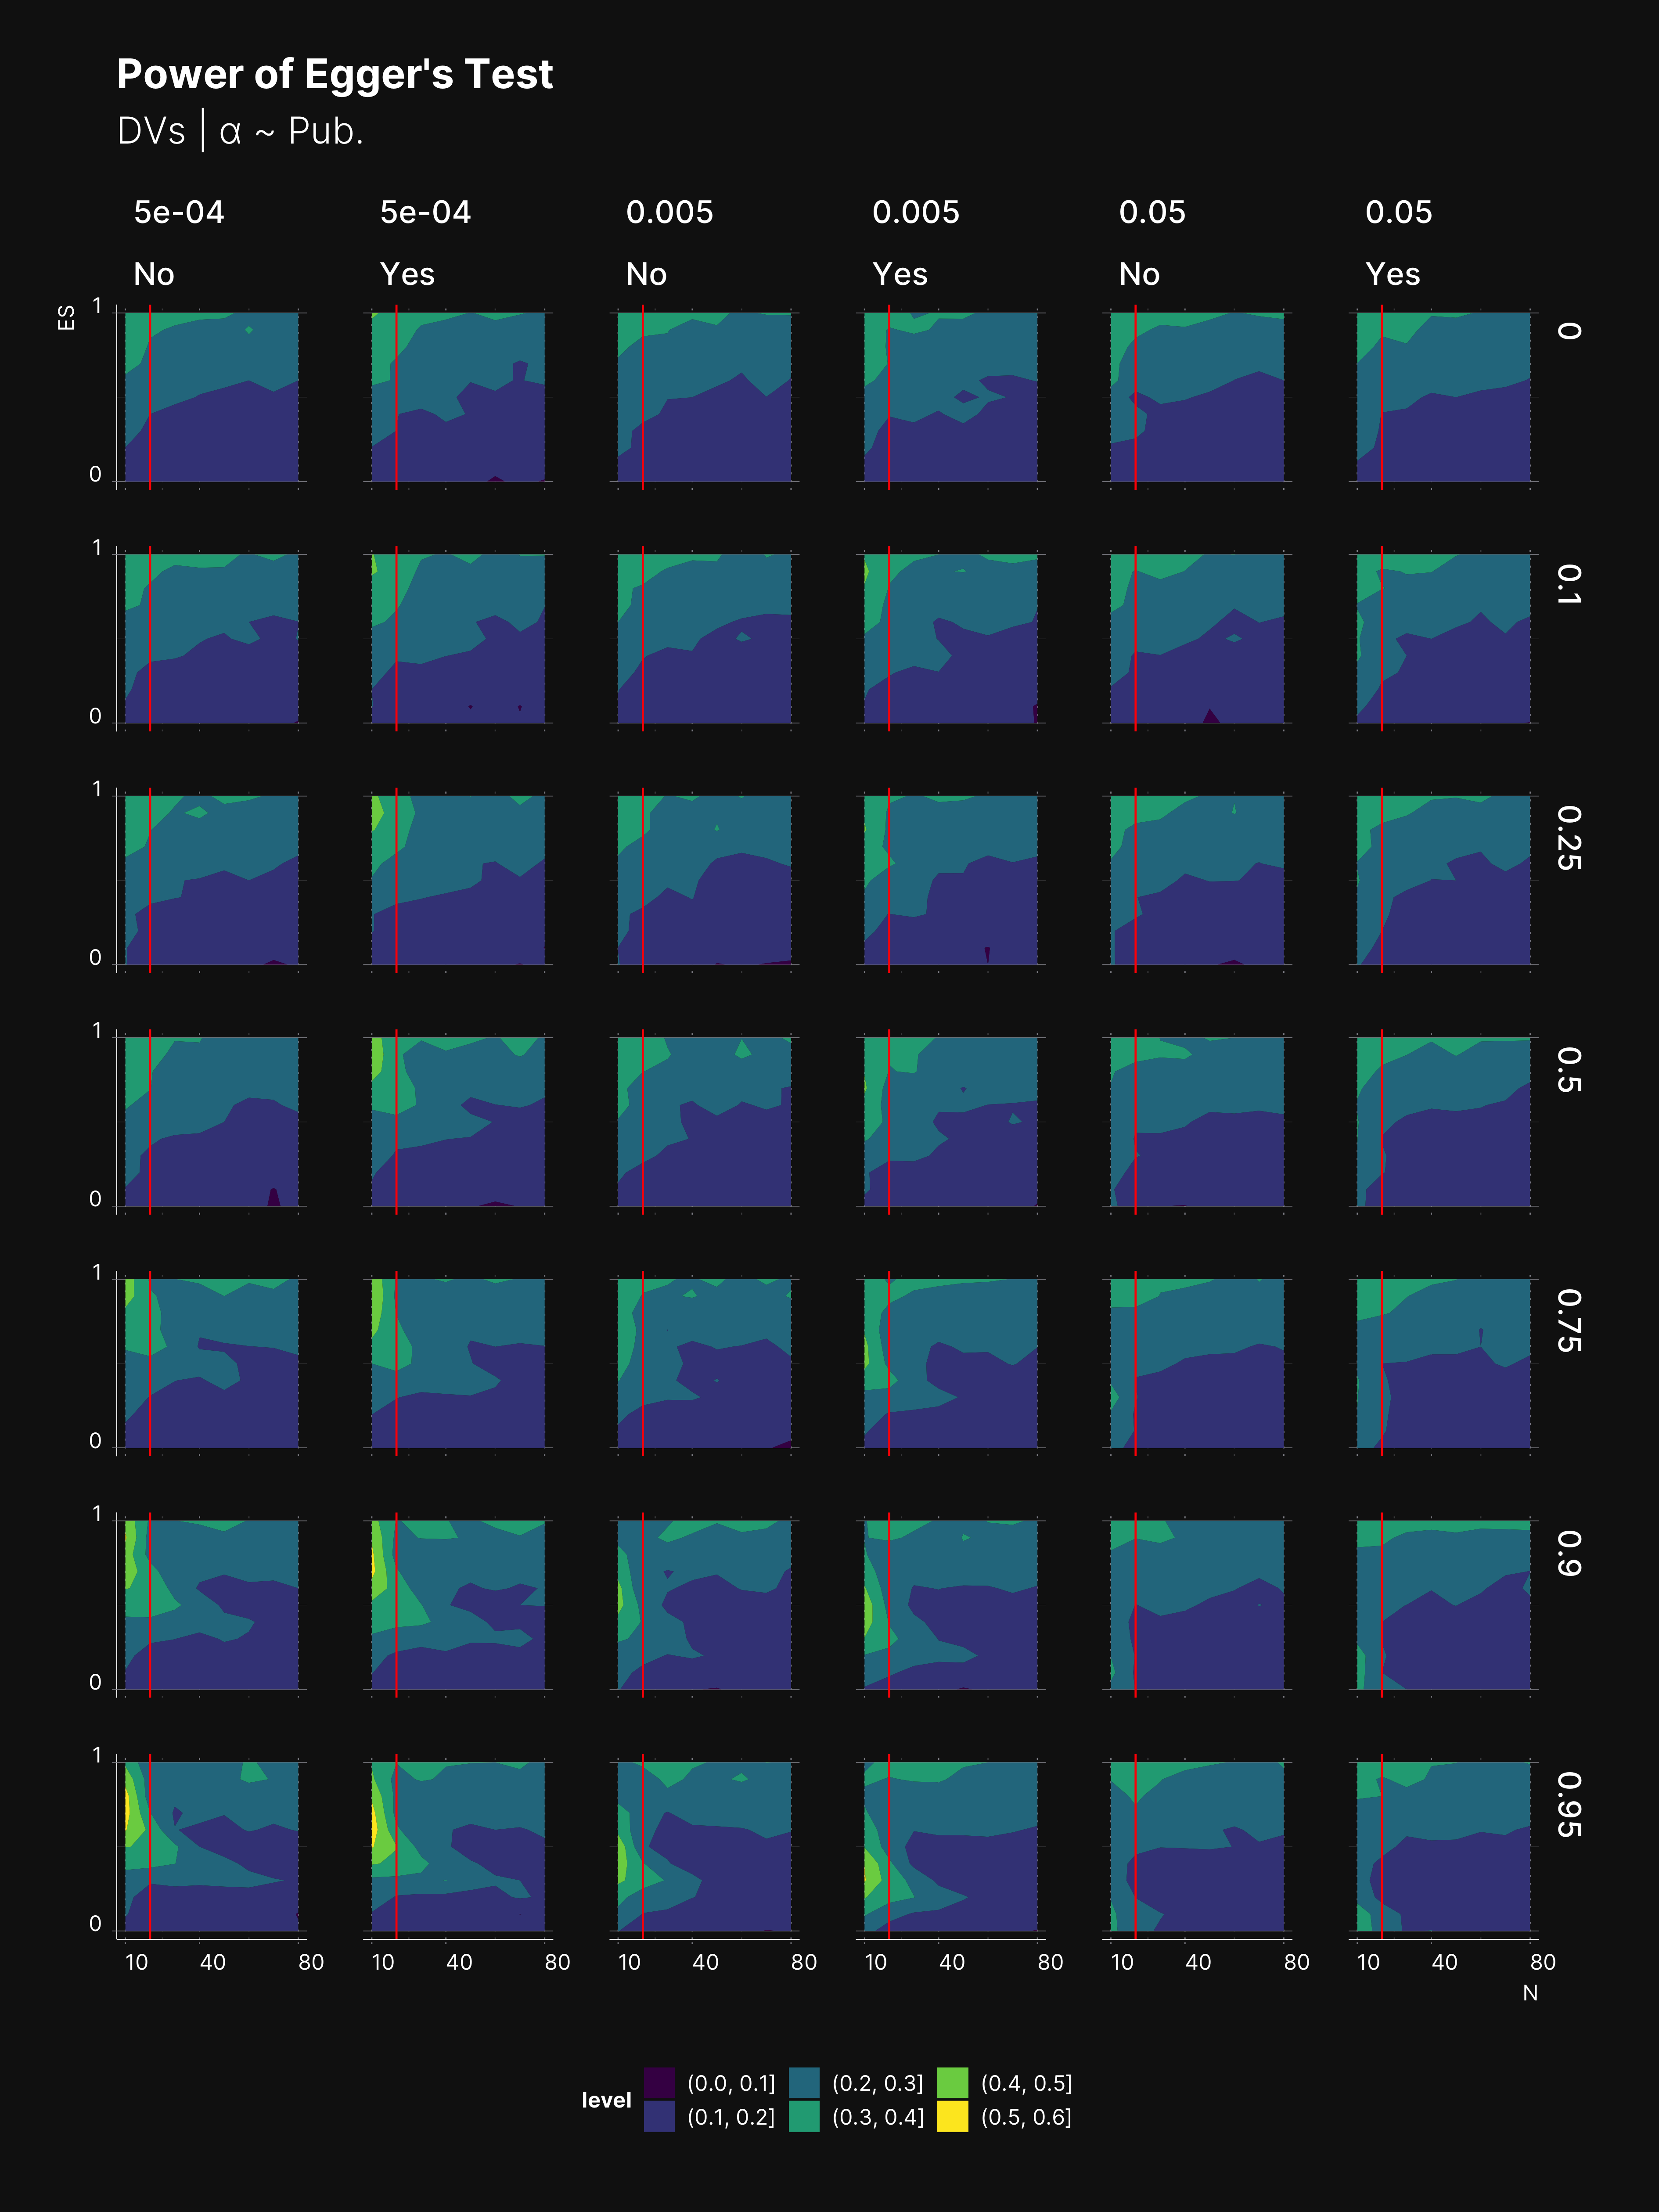 Power of Egger's Test
DVs | α ~ Pub.
5e-04 5e-04 0.005 0.005 0.05 0.05
No Yes No Yes No Yes
ES
1
0
0
1
0
0.1
1
0
0.25
1
0
0.5
1
0
0.75
1
0
0.9
1
0
0.95
10 40 80 10 40 80 10 40 80 10 40 80 10 40 80 10 40 80
N
level
(0.0, 0.1] (0.2, 0.3] (0.4, 0.5]
(0.1, 0.2] (0.3, 0.4] (0.5, 0.6]